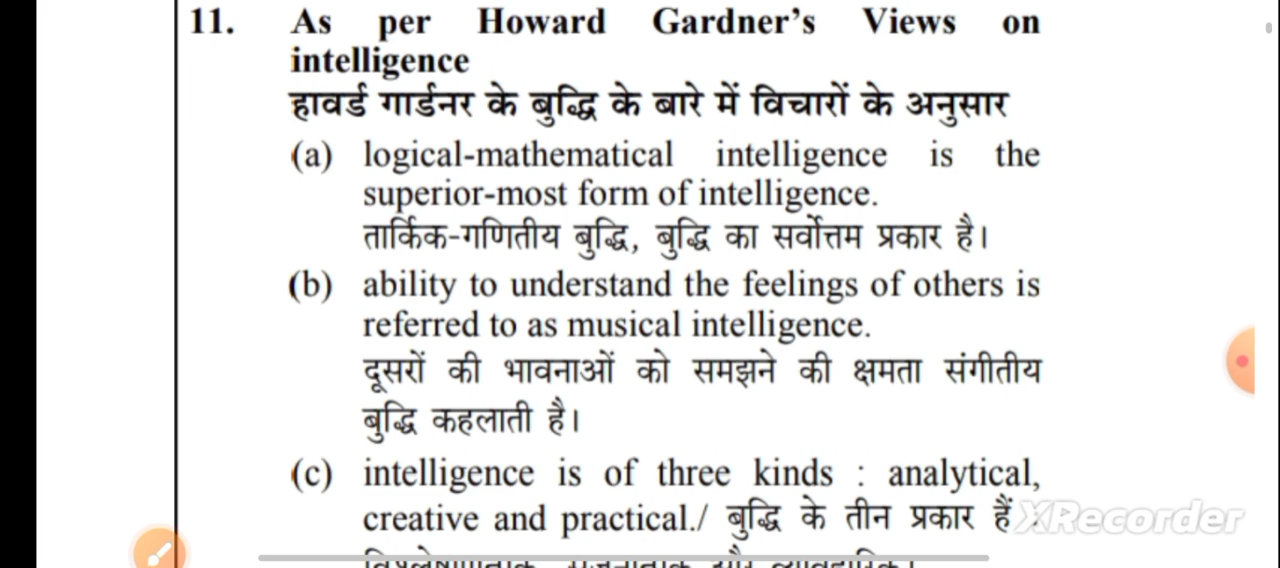 11. As per Howard Gardner's Views on
intelligence
हावर्ड गार्डनर के बुद्धि के बारे में विचारों के अनुसार
(a) logical-mathematical intelligence is the
superior-most form of intelligence.
तार्किक-गणितीय बुद्धि, बुद्धि का सर्वोत्तम प्रकार है।
(b) ability to understand the feelings of others is
referred to as musical intelligence.
दूसरों की भावनाओं को समझने की क्षमता संगीतीय
बुद्धि कहलाती है।
(c) intelligence is of three kinds : analytical,
creative and practical./ बुद्धि के तीन प्रकार हैं
XRecorder